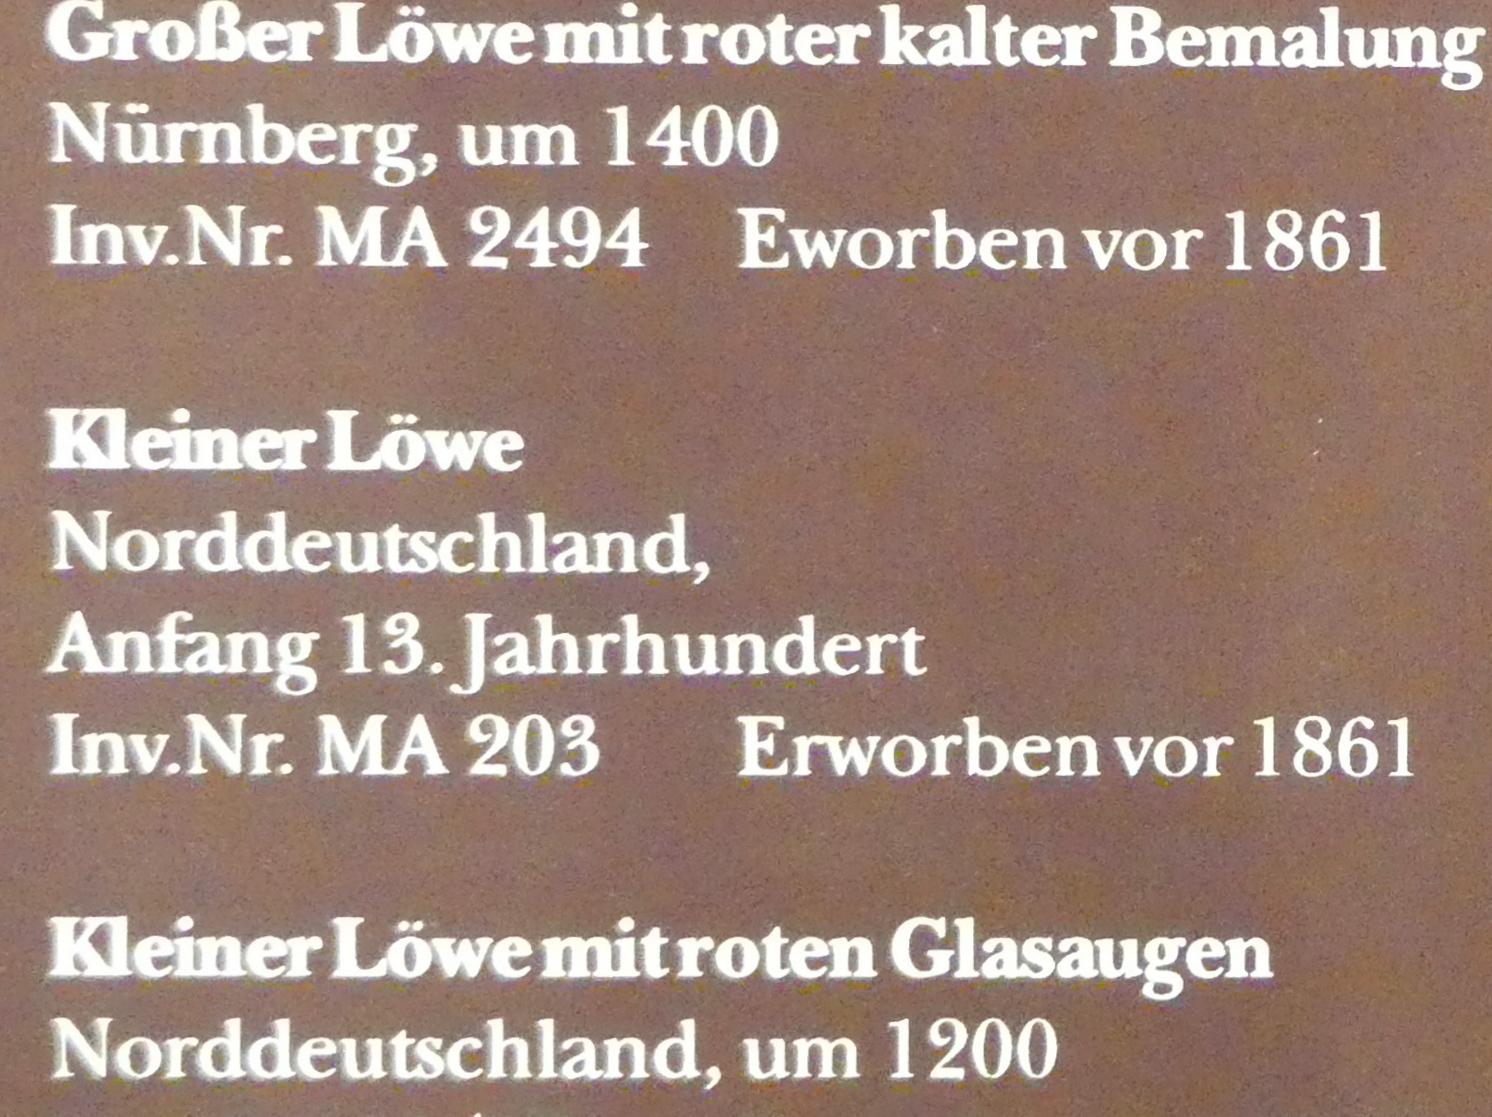 Großer Löwe mit roter kalter Bemalung
Nürnberg, um 1400
Inv.Nr. MA 2494 Eworben vor 1861
Kleiner Löwe
Norddeutschland,
Anfang 13. Jahrhundert
Inv.Nr. MA 203 Erworben vor 1861
Kleiner Löwe mit roten Glasaugen
Norddeutschland, um 1200